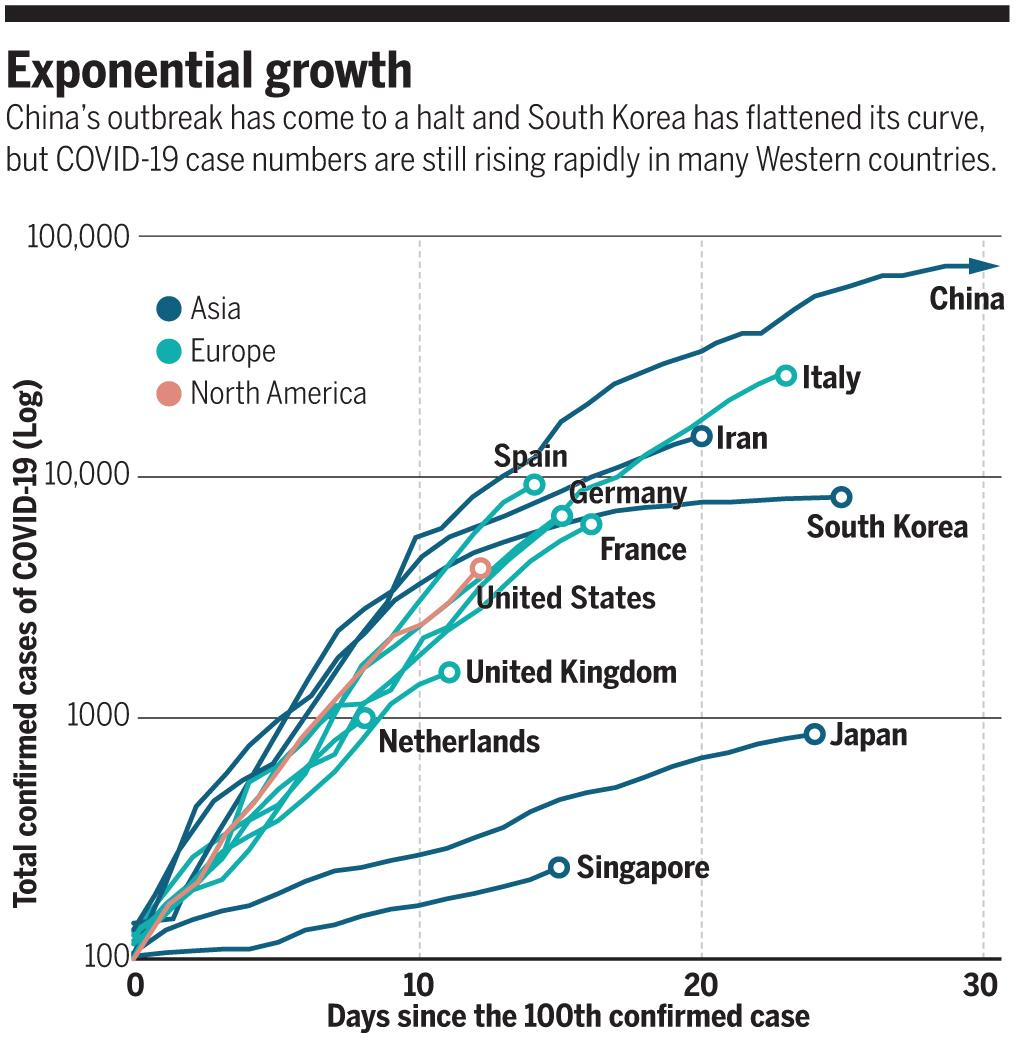 Exponential growth
China’s outbreak has come to a halt and South Korea has flattened its curve,
but COVID-19 case numbers are still rising rapidly in many Western countries.
100,000
Asia
Europe
North America
China
Italy
Iran
Spain
10,000
Germany
South Korea
France
United States
United Kingdom
1000
Netherlands
Japan
Singapore
100
Total confirmed cases of COVID-19 (Log)
0
10
20
30
Days since the 100th confirmed case